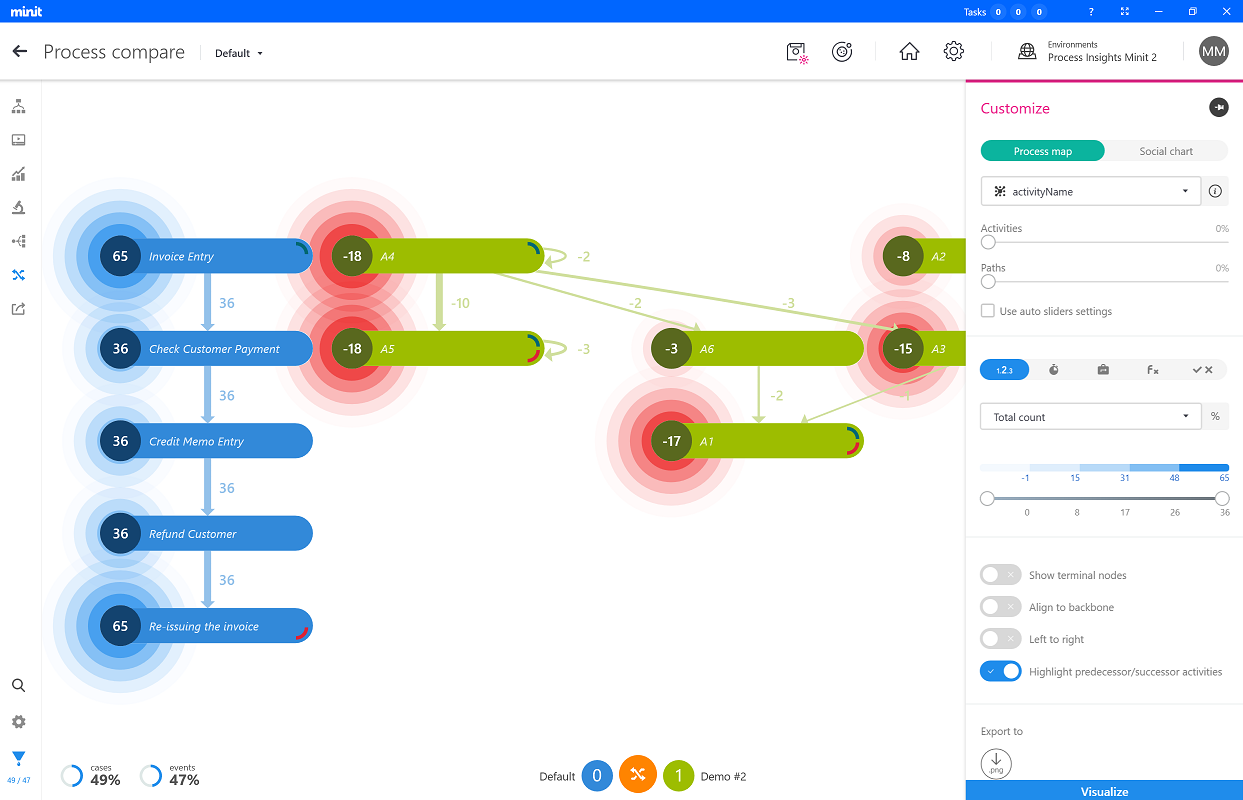 minit
Tasks 0 0 0 ?
Process compare Default
Environments
Process Insights Minit 2
MM
Customize
Process map Social chart
activityName
Activities 0%
Paths 0%
Use auto sliders settings
1.2.3 Fx
Total count %
-1 15 31 48 65
0 8 17 26 36
Show terminal nodes
Align to backbone
Left to right
Highlight predecessor/successor activities
Export to
.png
Visualize
65 Invoice Entry
-18 A4
-2
-8 A2
36
-10
-2
-3
36 Check Customer Payment
-18 A5
-3
-3 A6
-15 A3
36
-2
-1
36 Credit Memo Entry
-17 A1
36
36 Refund Customer
36
65 Re-issuing the invoice
49 / 47
cases
49%
events
47%
Default 0 1 Demo #2